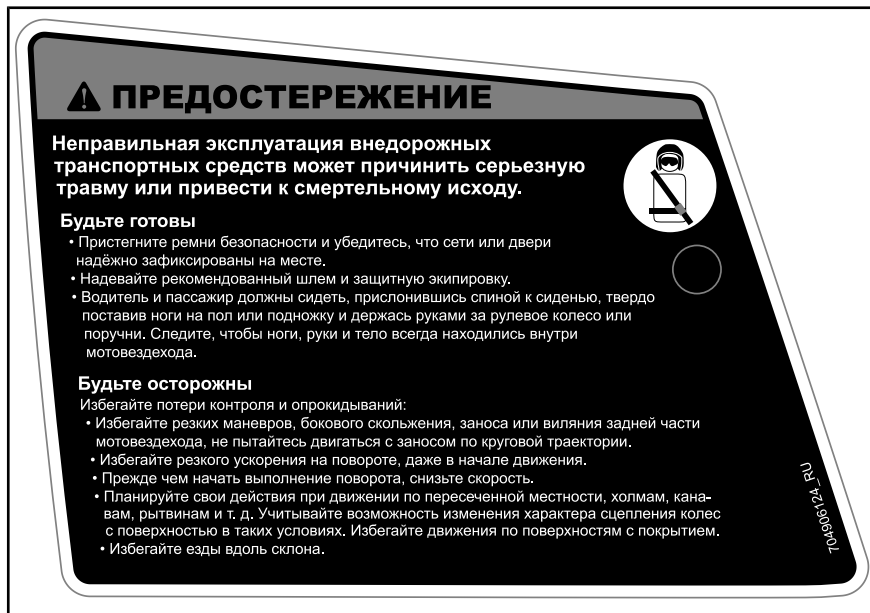 ПРЕДОСТЕРЕЖЕНИЕ
Неправильная эксплуатация внедорожных
транспортных средств может причинить серьезную
травму или привести к смертельному исходу.
Будьте готовы
• Пристегните ремни безопасности и убедитесь, что сети или двери
надёжно зафиксированы на месте.
• Надевайте рекомендованный шлем и защитную экипировку.
• Водитель и пассажир должны сидеть, прислонившись спиной к сиденью, твердо
поставив ноги на пол или подножку и держась руками за рулевое колесо или
поручни. Следите, чтобы ноги, руки и тело всегда находились внутри
мотовездехода.
Будьте осторожны
Избегайте потери контроля и опрокидываний:
• Избегайте резких маневров, бокового скольжения, заноса или виляния задней части
мотовездехода, не пытайтесь двигаться с заносом по круговой траектории.
• Избегайте резкого ускорения на повороте, даже в начале движения.
• Прежде чем начать выполнение поворота, снизьте скорость.
• Планируйте свои действия при движении по пересеченной местности, холмам, кана-
вам, рытвинам и т. д. Учитывайте возможность изменения характера сцепления колес
с поверхностью в таких условиях. Избегайте движения по поверхностям с покрытием.
• Избегайте езды вдоль склона.
704906124_RU